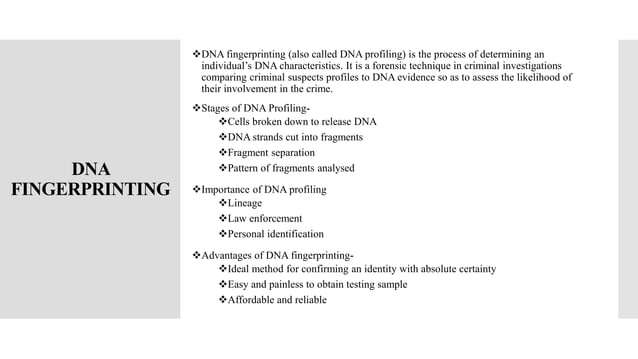 DNA
FINGERPRINTING
❖DNA fingerprinting (also called DNA profiling) is the process of determining an
individual’s DNA characteristics. It is a forensic technique in criminal investigations
comparing criminal suspects profiles to DNA evidence so as to assess the likelihood of
their involvement in the crime.
❖Stages of DNA Profiling-
❖Cells broken down to release DNA
❖DNA strands cut into fragments
❖Fragment separation
❖Pattern of fragments analysed
❖Importance of DNA profiling
❖Lineage
❖Law enforcement
❖Personal identification
❖Advantages of DNA fingerprinting-
❖Ideal method for confirming an identity with absolute certainty
❖Easy and painless to obtain testing sample
❖Affordable and reliable